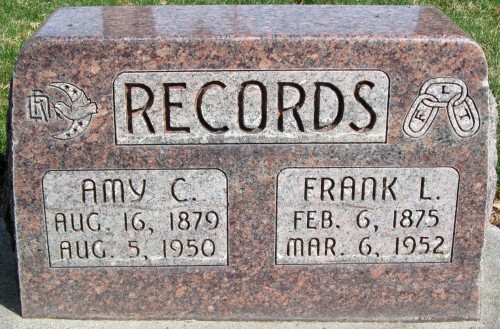 RECORDS
F L T
AMY C.
AUG. 16, 1879
AUG. 5, 1950
FRANK L.
FEB. 6, 1875
MAR. 6, 1952